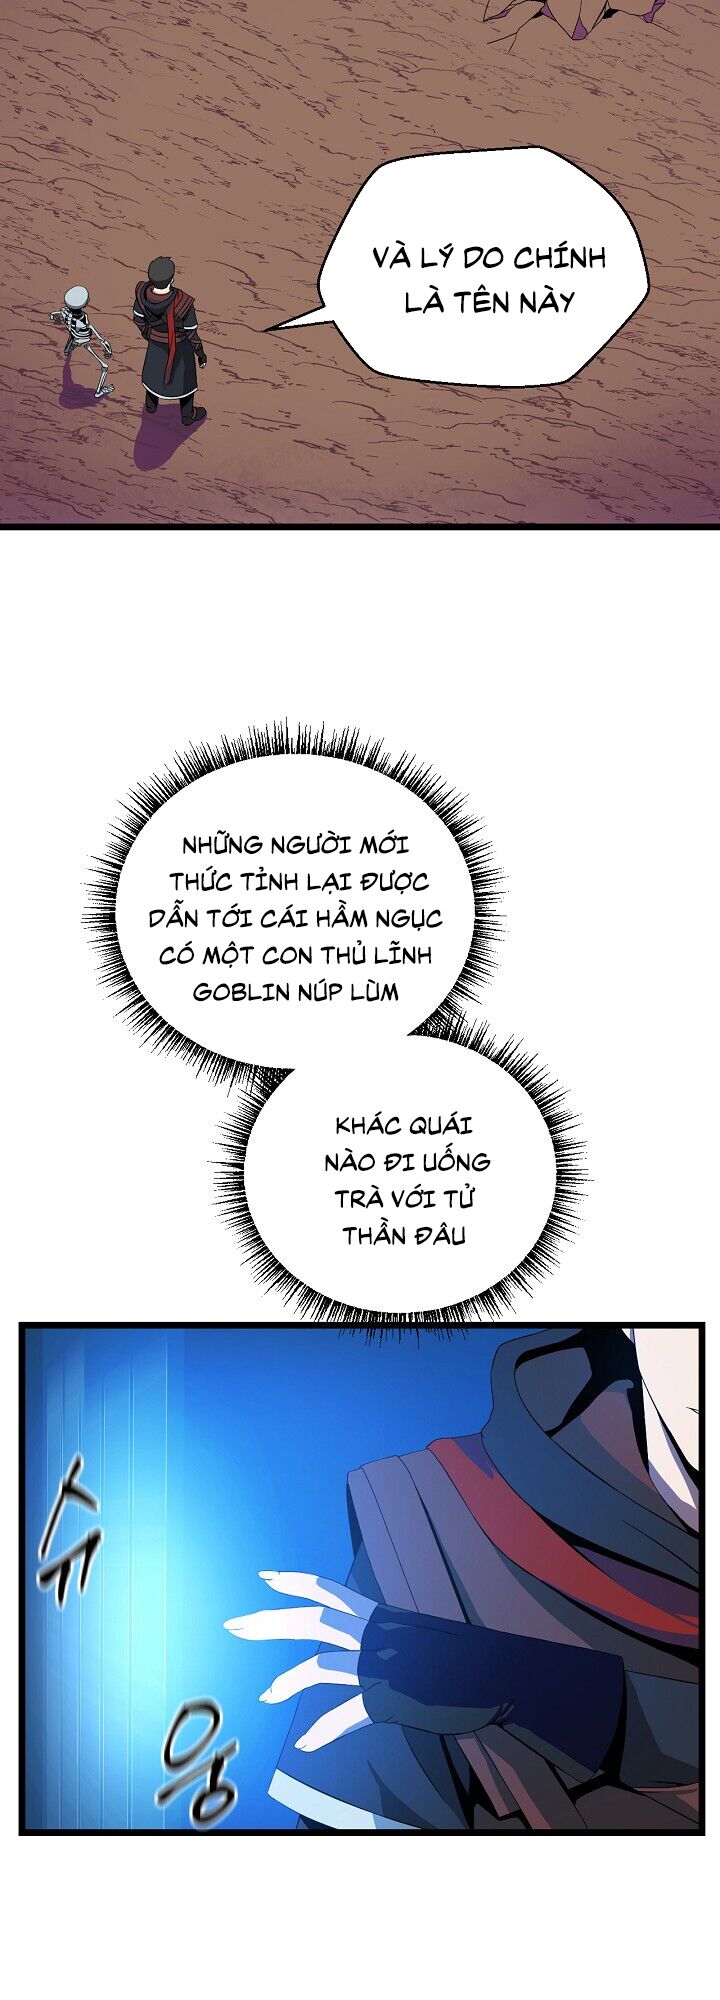 VÀ LÝ DO CHÍNH
LÀ TÊN NÀY
NHỮNG NGƯỜI MỚI
THỨC TỈNH LẠI ĐƯỢC
DẪN TỚI CÁI HẦM NGỤC
CÓ MỘT CON THỦ LĨNH
GOBLIN NÚP LÙM
KHÁC QUÁI
NÀO ĐI UỐNG
TRÀ VỚI TỬ
THẦN ĐÂU
슈
웅